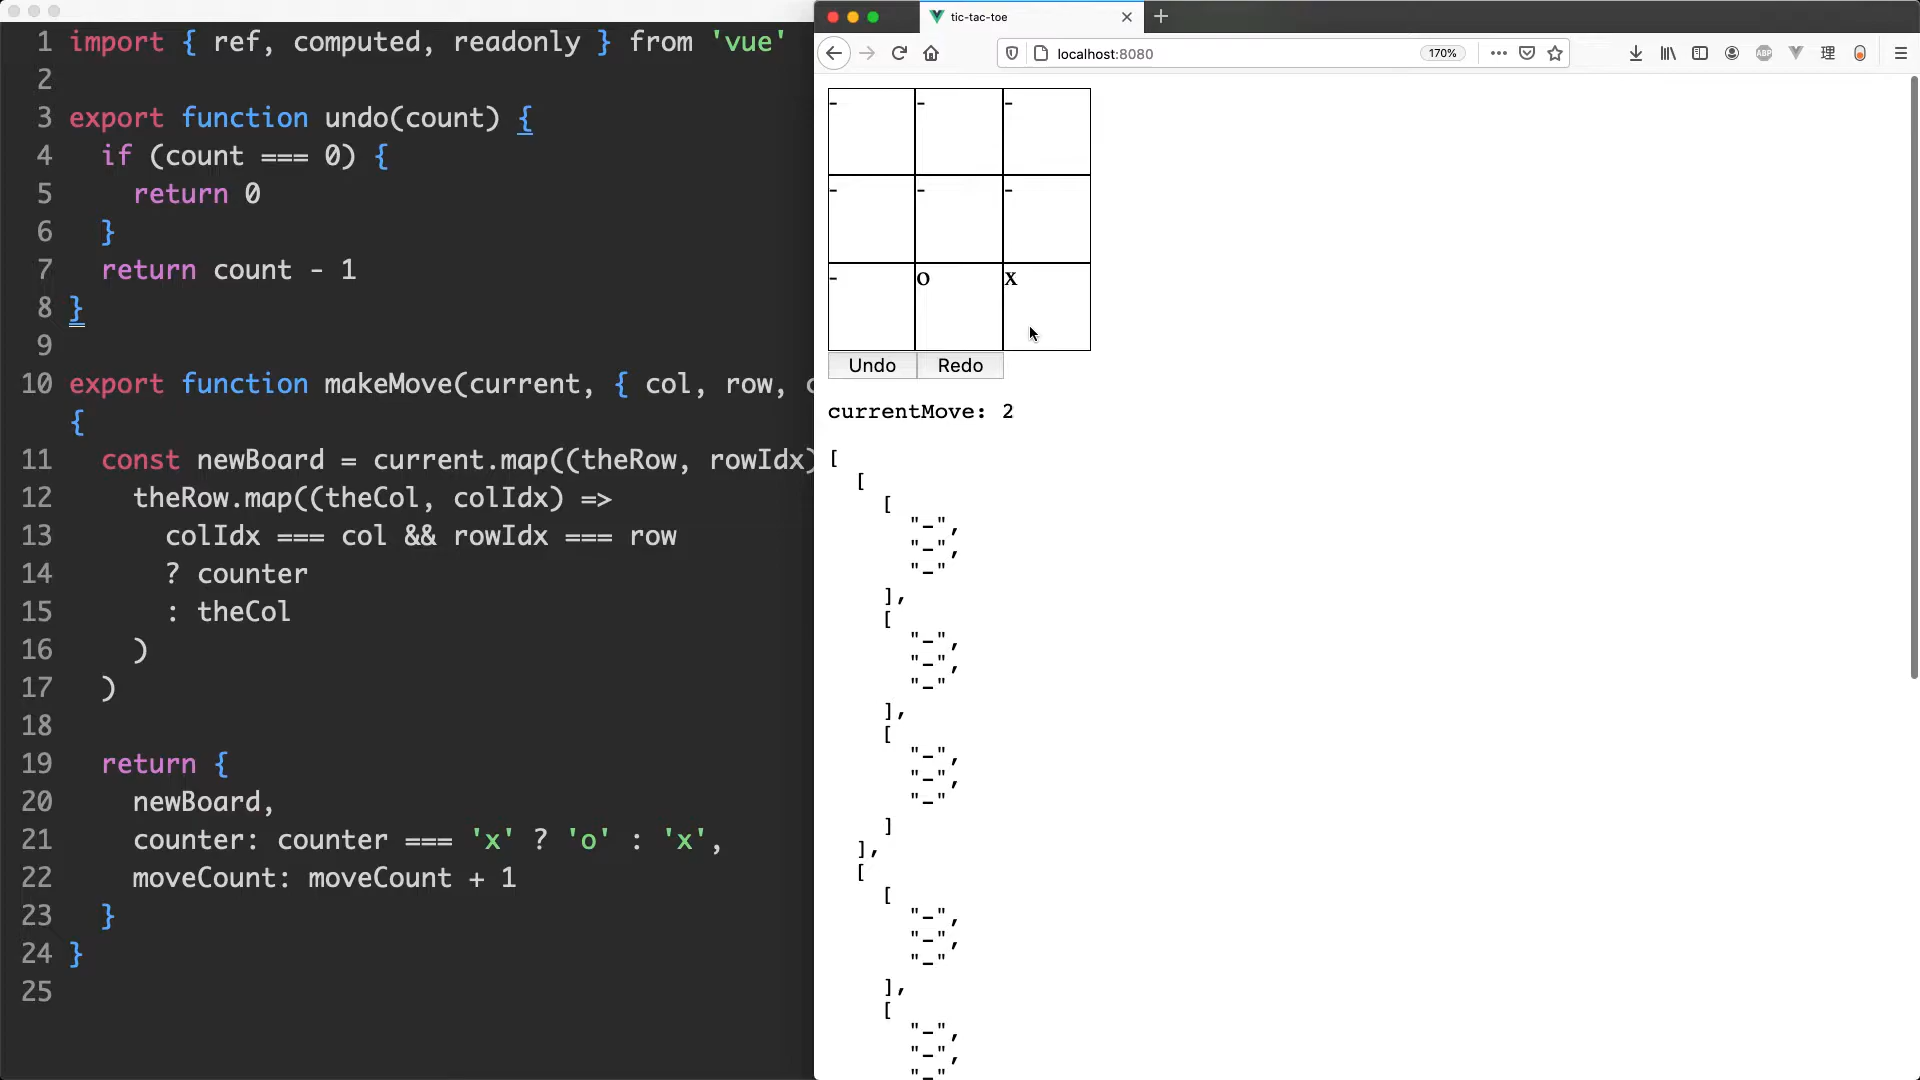 1 import { ref, computed, readonly } from 'vue'
2
3 export function undo(count) {
4 if (count === 0) {
5 return 0
6 }
7 return count - 1
8 }
9
10 export function makeMove(current, { col, row,
{
11 const newBoard = current.map((theRow, rowIdx)
12 theRow.map((theCol, colIdx) =>
13 colIdx === col && rowIdx === row
14 ? counter
15 : theCol
16 )
17 )
18
19 return {
20 newBoard,
21 counter: counter === 'x' ? 'o' : 'x',
22 moveCount: moveCount + 1
23 }
24 }
25
tic-tac-toe
localhost:8080 170% ABP 理
- - -
- - -
- o x
Undo Redo
currentMove: 2
[
[
[
"-",
"-",
"-"
],
[
"-",
"-",
"-"
],
[
"-",
"-",
"-"
]
],
[
[
"-",
"-",
"-"
],
[
"-",
"-",
"-"